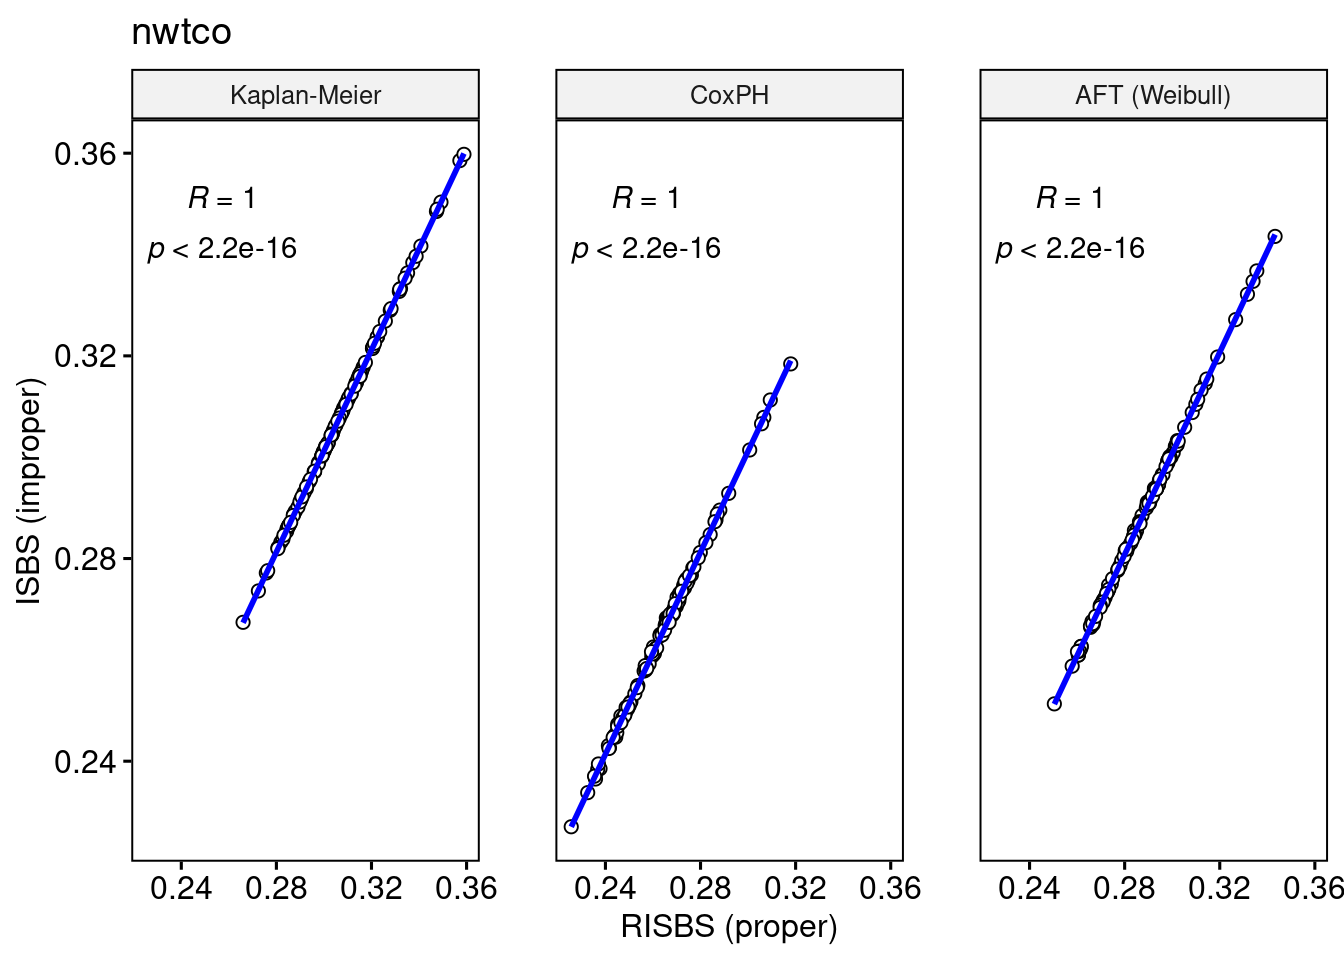 nwtco
Kaplan-Meier
CoxPH
AFT (Weibull)
R = 1
p < 2.2e-16
R = 1
p < 2.2e-16
R = 1
p < 2.2e-16
ISBS (improper)
0.36
0.32
0.28
0.24
0.24 0.28 0.32 0.36
0.24 0.28 0.32 0.36
0.24 0.28 0.32 0.36
RISBS (proper)